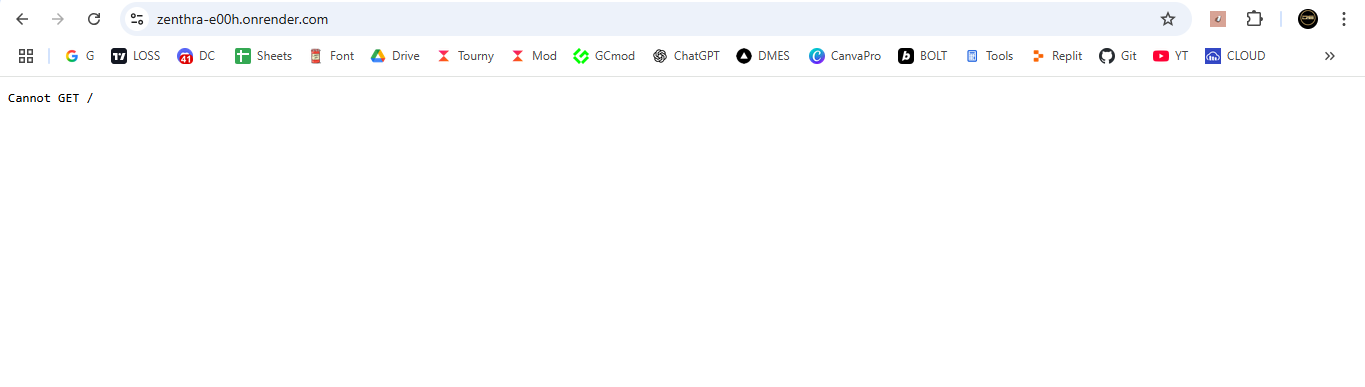 zenthra-e00h.onrender.com
G LOSS 41 DC Sheets Font Drive Tourny Mod GCmod ChatGPT DMES CanvaPro BOLT Tools Replit Git YT CLOUD
Cannot GET /